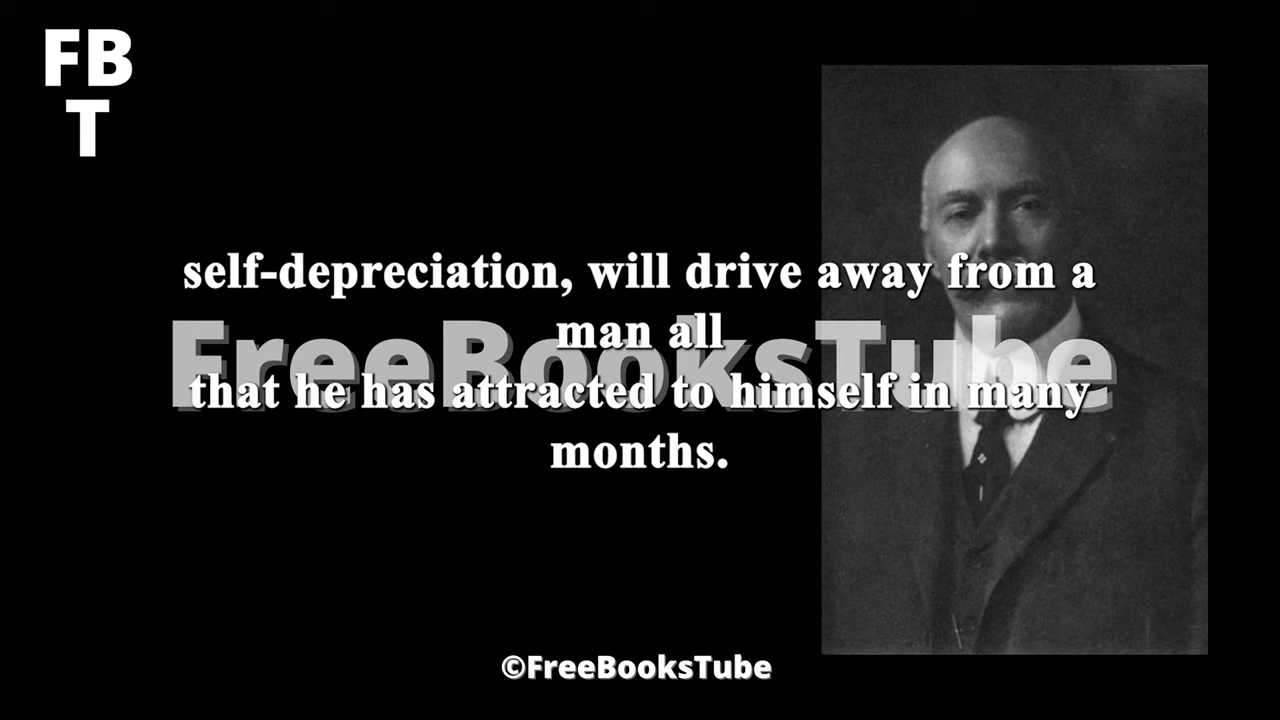 FB
T
self-depreciation, will drive away from a
man all
FreeBooksTube
that he has attracted to himself in many
months.
©FreeBooksTube